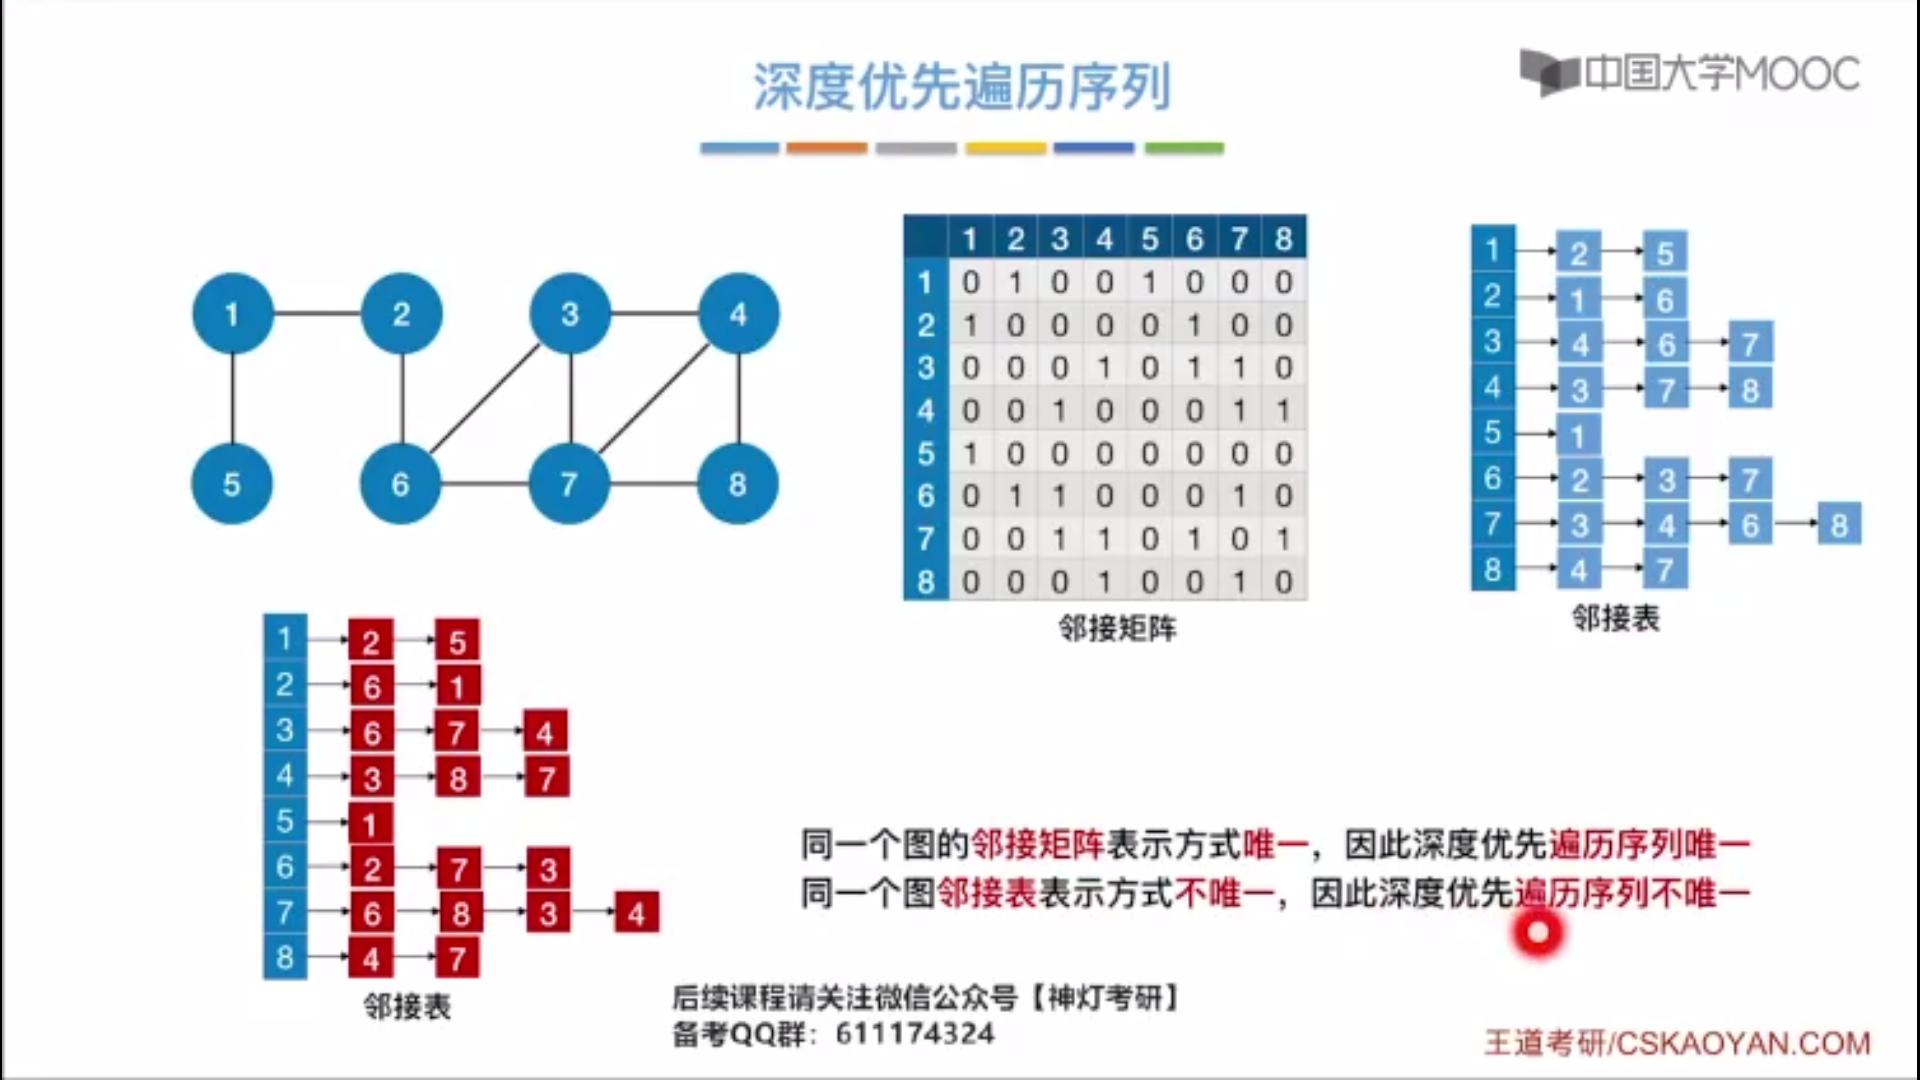 深度优先遍历序列
中国大学MOOC
1 2 3 4
5 6 7 8
1 2 3 4 5 6 7 8
1 0 1 0 0 1 0 0 0
2 1 0 0 0 0 1 0 0
3 0 0 0 1 0 1 1 0
4 0 0 1 0 0 0 1 1
5 1 0 0 0 0 0 0 0
6 0 1 1 0 0 0 1 0
7 0 0 1 1 0 1 0 1
8 0 0 0 1 0 0 1 0
邻接矩阵
1 2 5
2 1 6
3 4 6 7
4 3 7 8
5 1
6 2 3 7
7 3 4 6 8
8 4 7
邻接表
1 2 5
2 6 1
3 6 7 4
4 3 8 7
5 1
6 2 7 3
7 6 8 3 4
8 4 7
邻接表
同一个图的邻接矩阵表示方式唯一，因此深度优先遍历序列唯一
同一个图邻接表表示方式不唯一，因此深度优先遍历序列不唯一
后续课程请关注微信公众号【神灯考研】
备考QQ群：611174324
王道考研/CSKAOYAN.COM